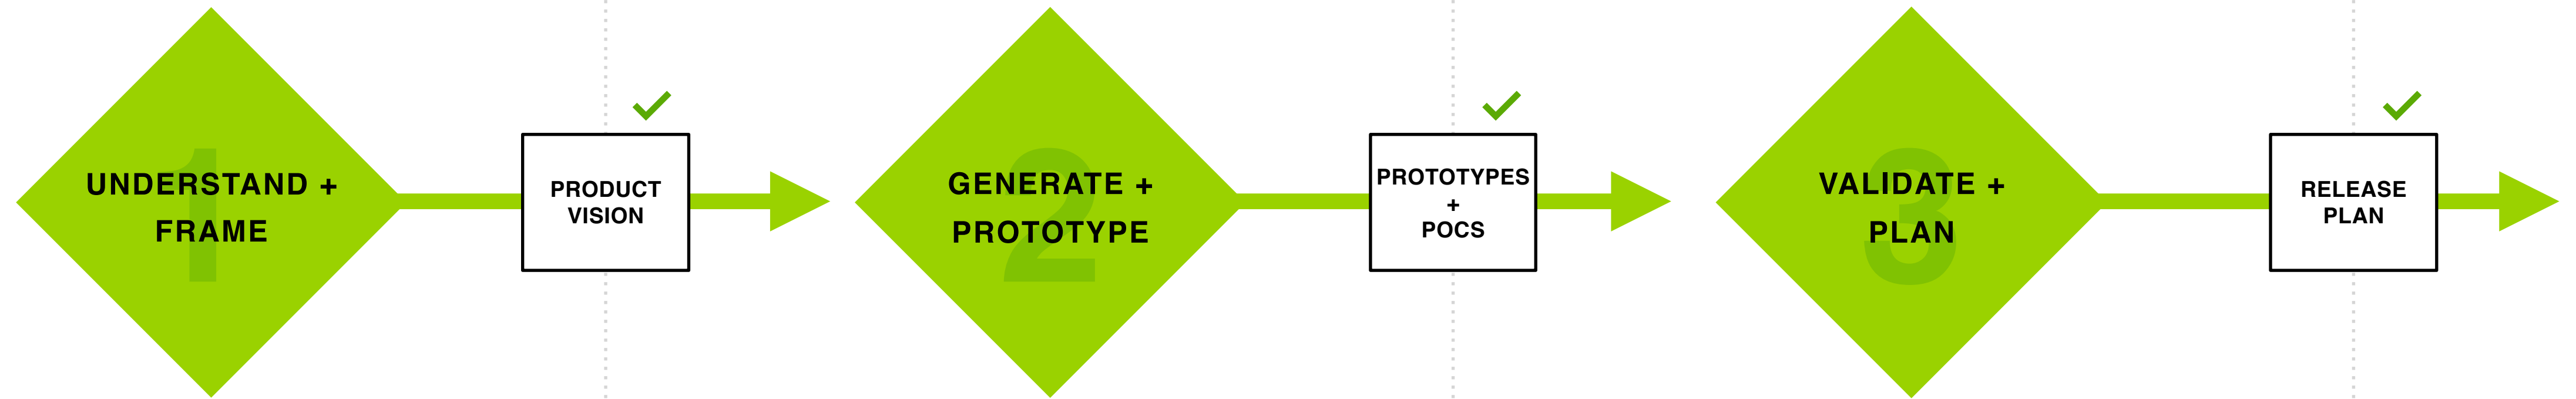 1
UNDERSTAND +
FRAME
PRODUCT
VISION
2
GENERATE +
PROTOTYPE
PROTOTYPES
+
POCS
3
VALIDATE +
PLAN
RELEASE
PLAN